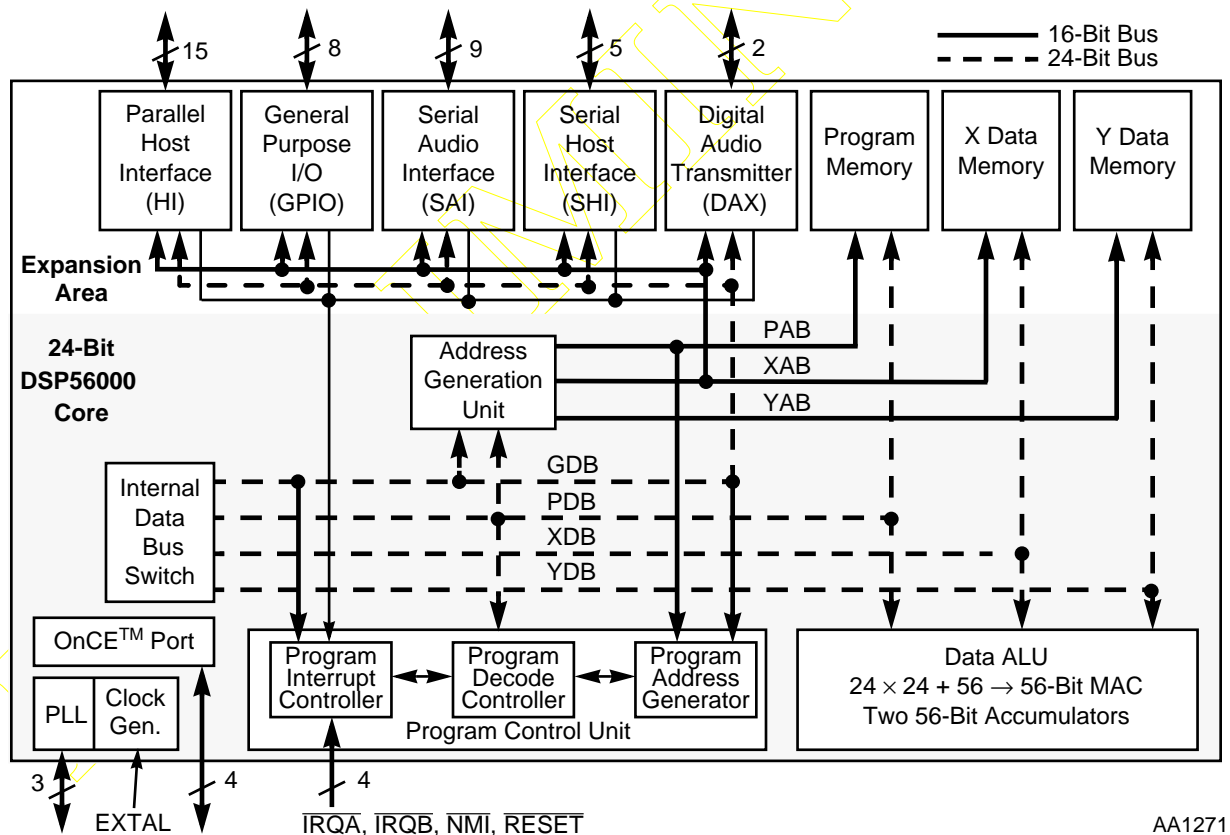 15
8
9
5
2
16-Bit Bus
24-Bit Bus
Parallel
Host
Interface
(HI)
General
Purpose
I/O
(GPIO)
Serial
Audio
Interface
(SAI)
Serial
Host
Interface
(SHI)
Digital
Audio
Transmitter
(DAX)
Program
Memory
X Data
Memory
Y Data
Memory
Expansion
Area
24-Bit
DSP56000
Core
Address
Generation
Unit
PAB
XAB
YAB
Internal
Data
Bus
Switch
GDB
PDB
XDB
YDB
OnCE™ Port
PLL
Clock
Gen.
Program
Interrupt
Controller
Program
Decode
Controller
Program
Address
Generator
Program Control Unit
Data ALU
24 × 24 + 56 → 56-Bit MAC
Two 56-Bit Accumulators
3
4
4
EXTAL
IRQA, IRQB, NMI, RESET
AA1271